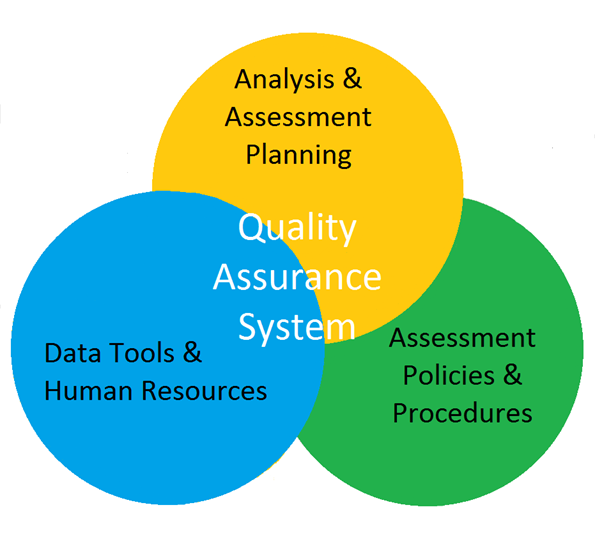 Analysis &
Assessment
Planning
Quality
Assurance
System
Data Tools &
Human Resources
Assessment
Policies &
Procedures